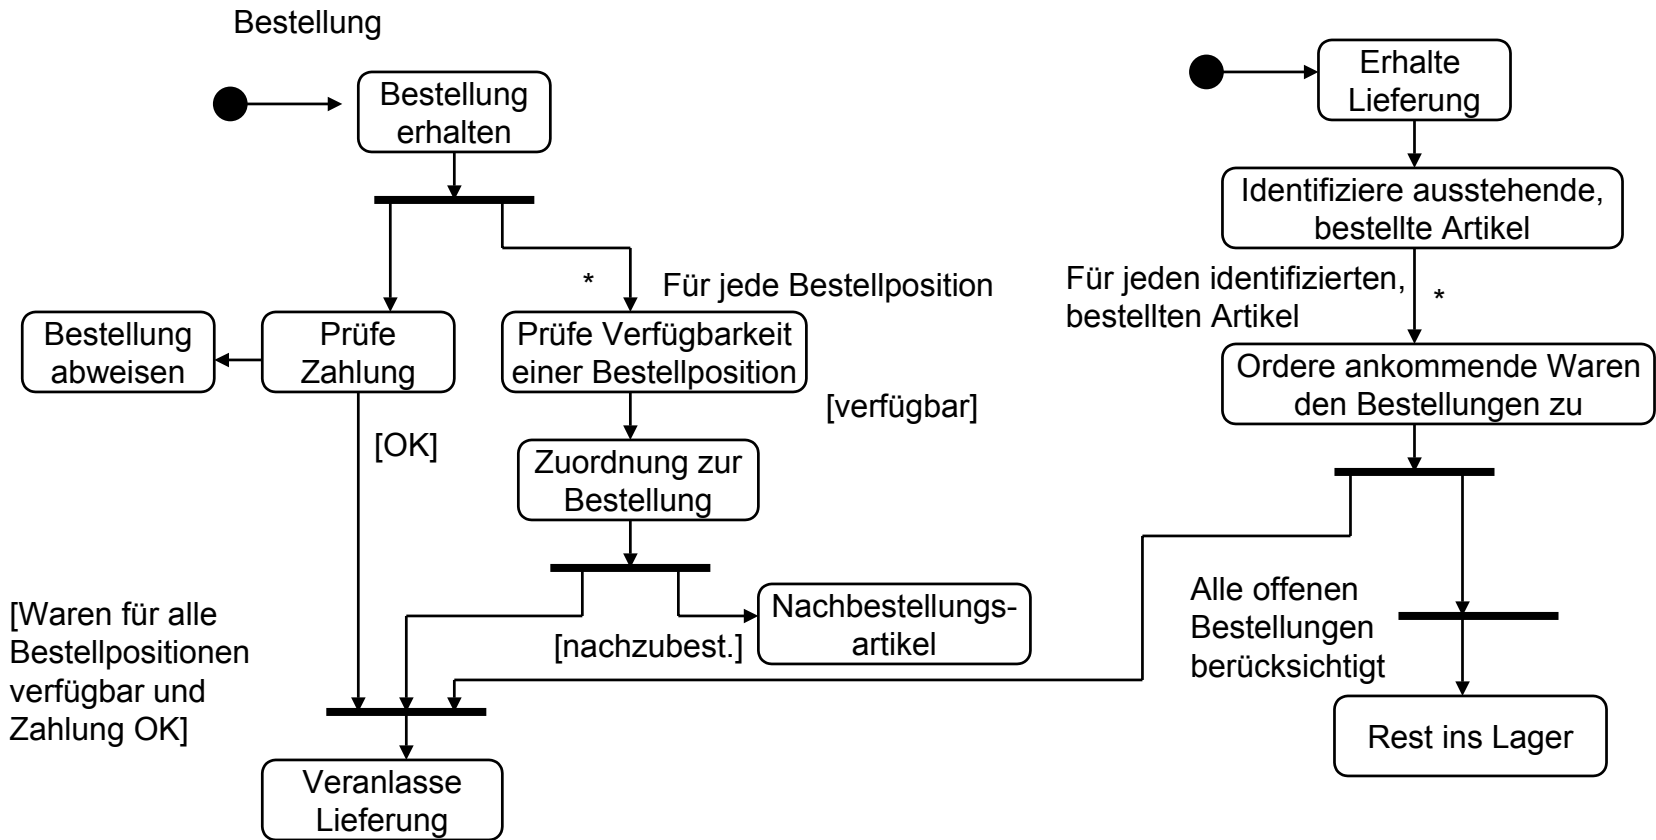 Bestellung
Bestellung
erhalten
*
Für jede Bestellposition
Bestellung
abweisen
Prüfe
Zahlung
Prüfe Verfügbarkeit
einer Bestellposition
[verfügbar]
[OK]
Zuordnung zur
Bestellung
[Waren für alle
Bestellpositionen
verfügbar und
Zahlung OK]
[nachzubest.]
Nachbestellungs-
artikel
Veranlasse
Lieferung
Erhalte
Lieferung
Identifiziere ausstehende,
bestellte Artikel
Für jeden identifizierten,
bestellten Artikel
*
Ordere ankommende Waren
den Bestellungen zu
Alle offenen
Bestellungen
berücksichtigt
Rest ins Lager